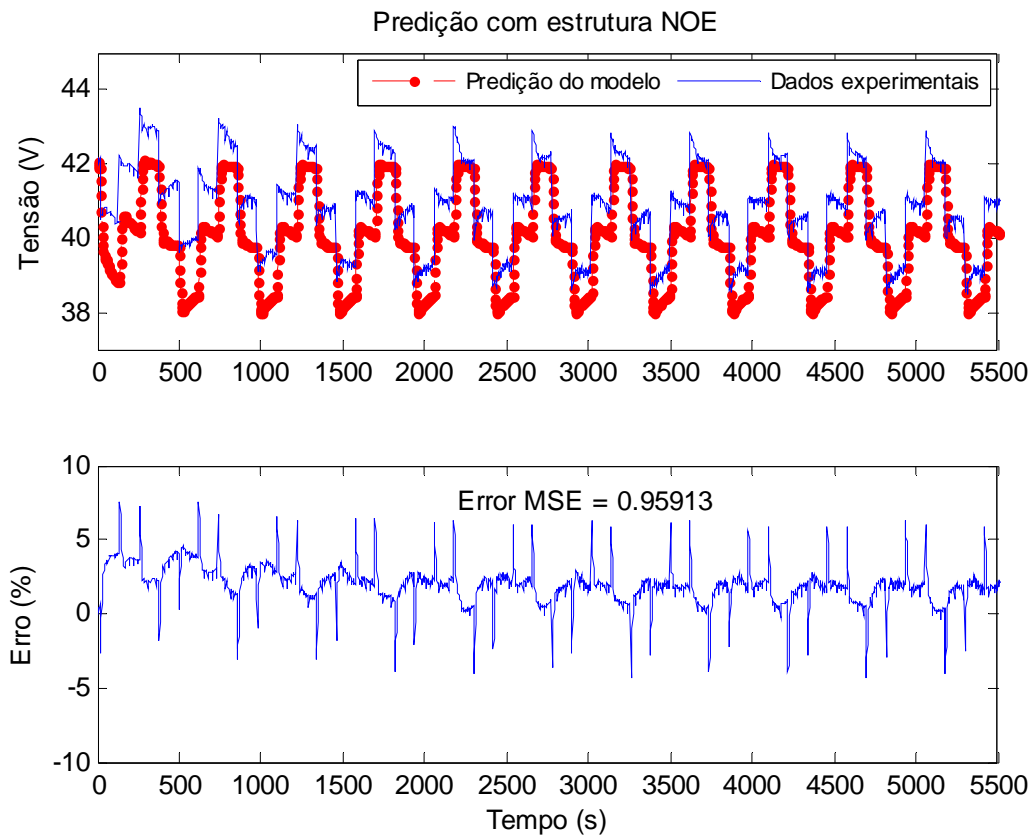 Predição com estrutura NOE
Predição do modelo
Dados experimentais
Tensão (V)
44
42
40
38
0 500 1000 1500 2000 2500 3000 3500 4000 4500 5000 5500
Error MSE = 0.95913
Erro (%)
10
5
0
-5
-10
0 500 1000 1500 2000 2500 3000 3500 4000 4500 5000 5500
Tempo (s)